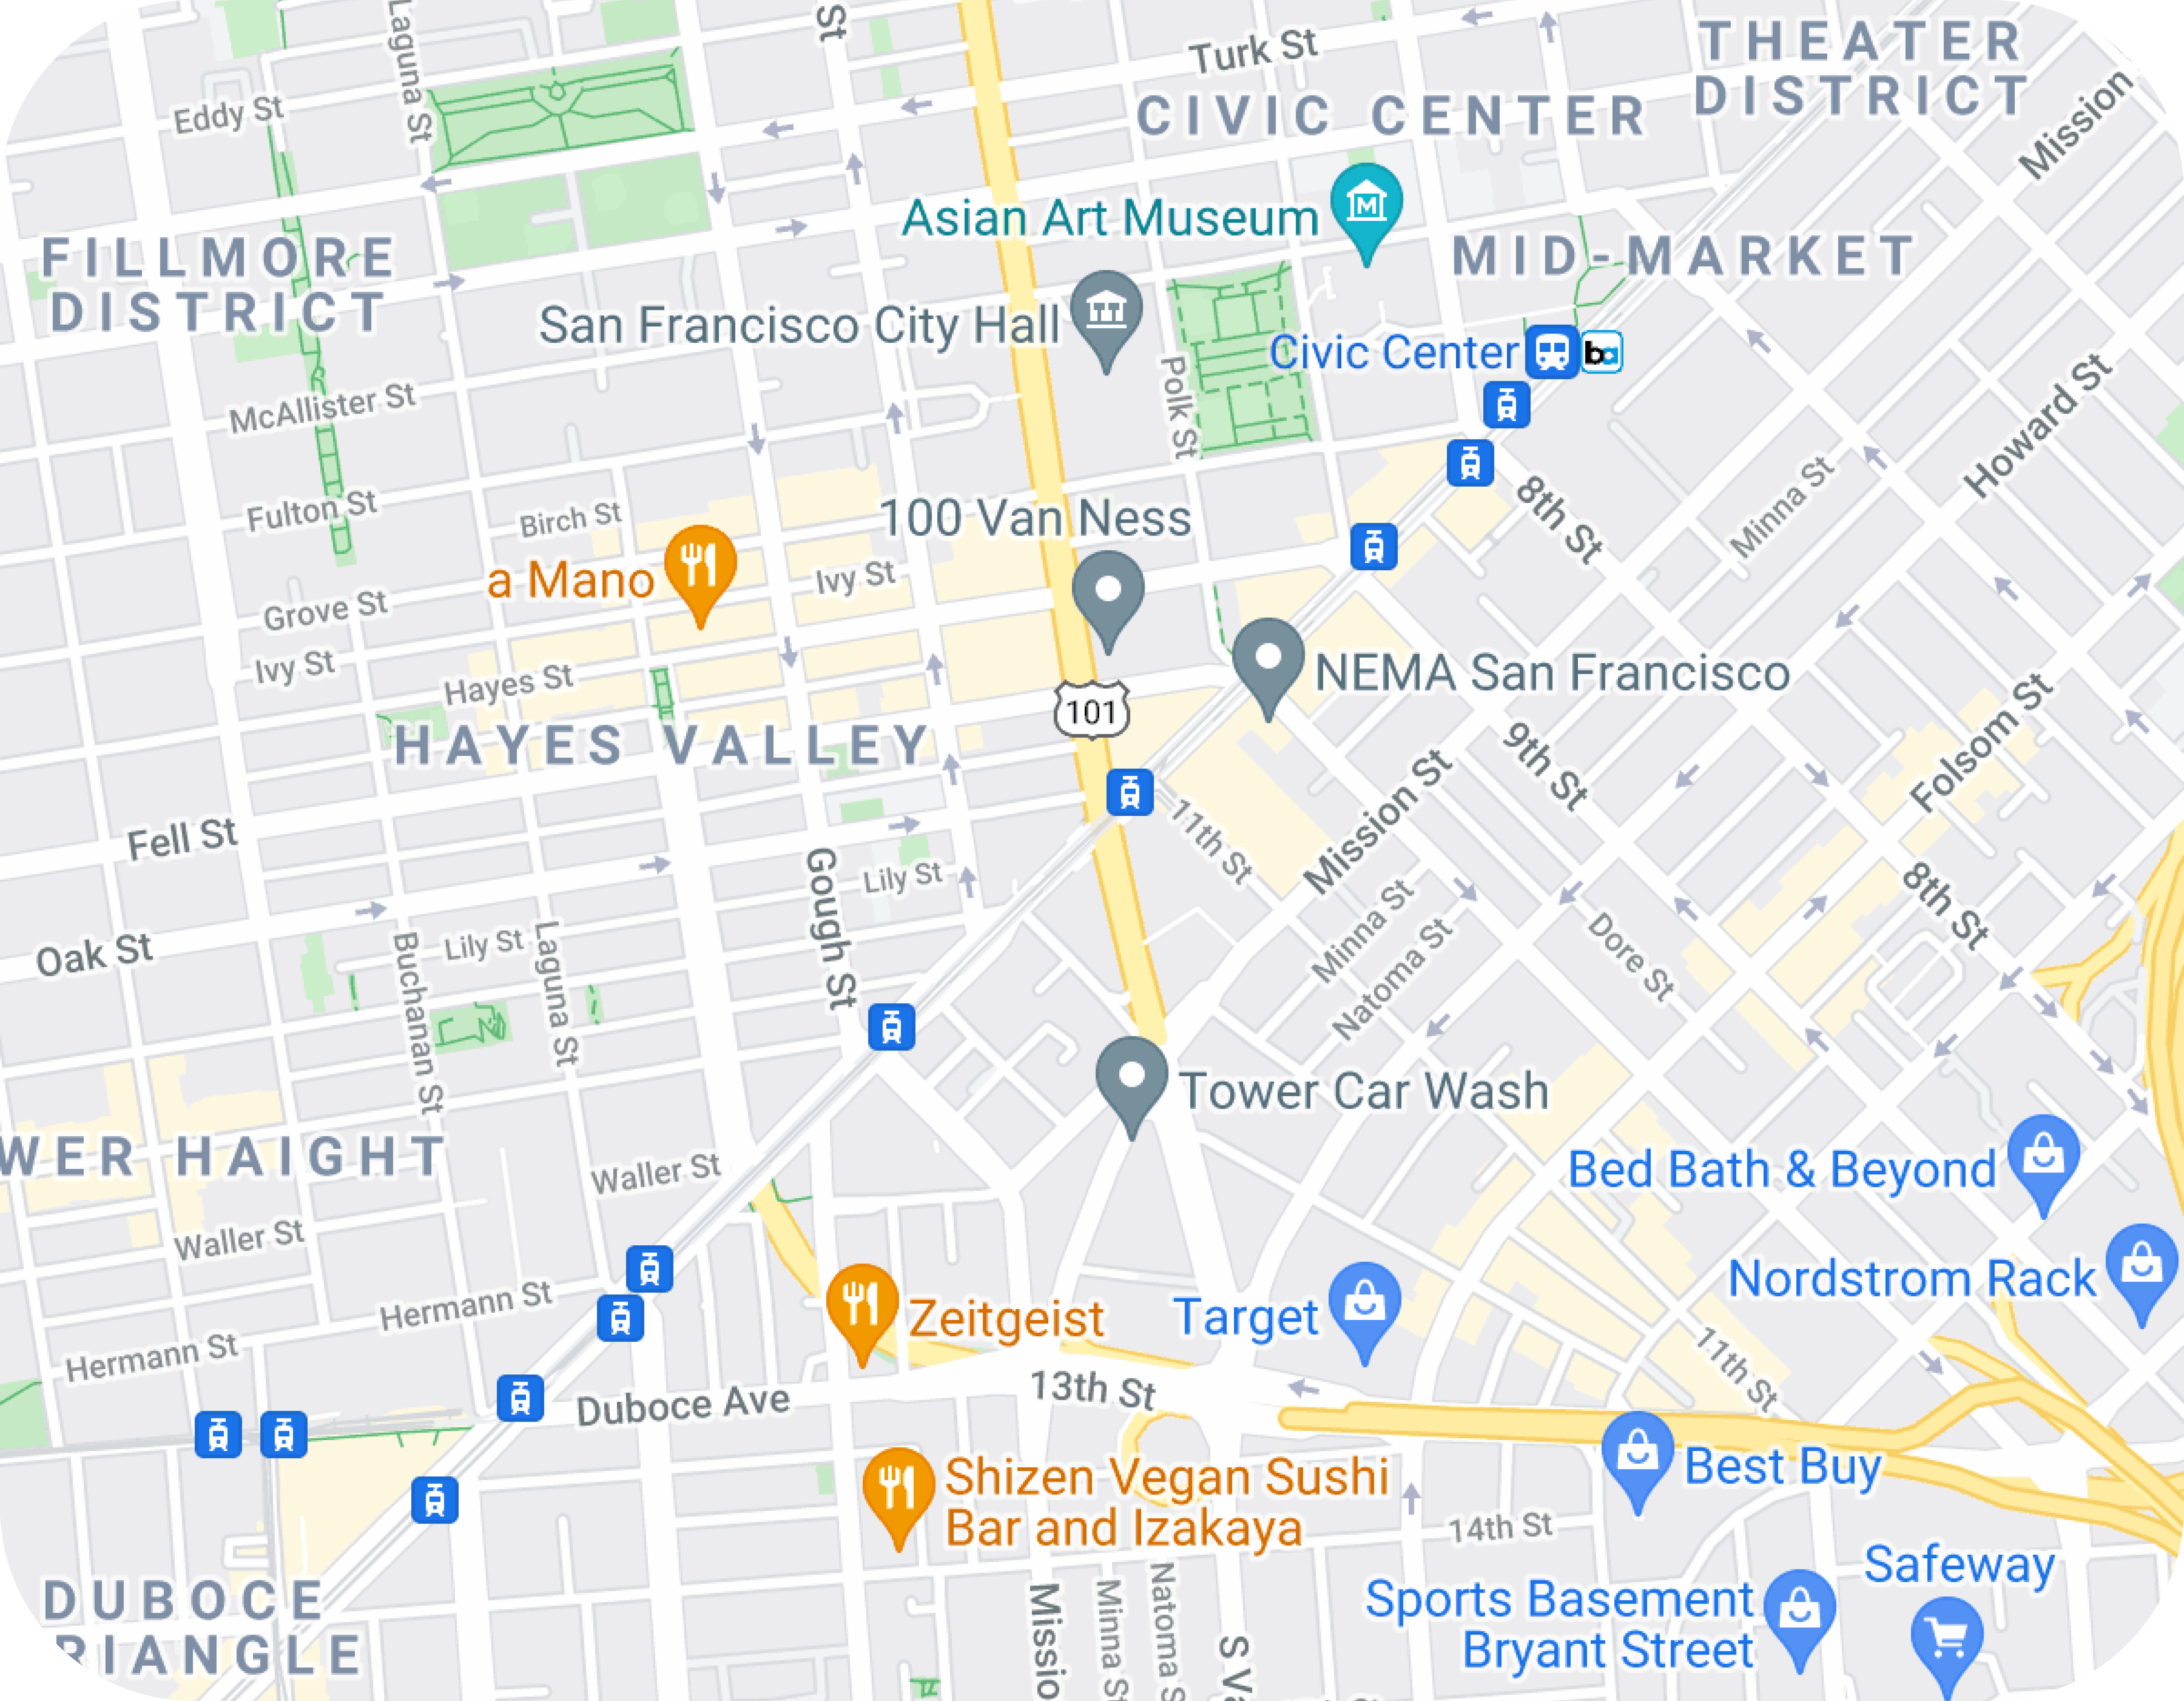 Laguna St
St
Turk St
THEATER
DISTRICT
Mission
Eddy St
CIVIC CENTER
Asian Art Museum
M
FILLMORE
DISTRICT
MID-MARKET
San Francisco City Hall
Civic Center
ba
Polk St
McAllister St
Howard St
8th St
Minna St
Fulton St
Birch St
100 Van Ness
a Mano
Ivy St
Grove St
Ivy St
Hayes St
NEMA San Francisco
101
HAYES VALLEY
9th St
Folsom St
Mission St
11th St
Fell St
Gough St
Lily St
Minna St
Natoma St
Dore St
8th St
Oak St
Buchanan St
Lily St
Laguna St
Tower Car Wash
WER HAIGHT
Waller St
Bed Bath & Beyond
Waller St
Nordstrom Rack
Hermann St
Zeitgeist
Target
11th St
Hermann St
Duboce Ave
13th St
Best Buy
Shizen Vegan Sushi
Bar and Izakaya
14th St
Safeway
DUBOCE
RIANGLE
Missio
Minna St
Natoma S
S Va
Sports Basement
Bryant Street